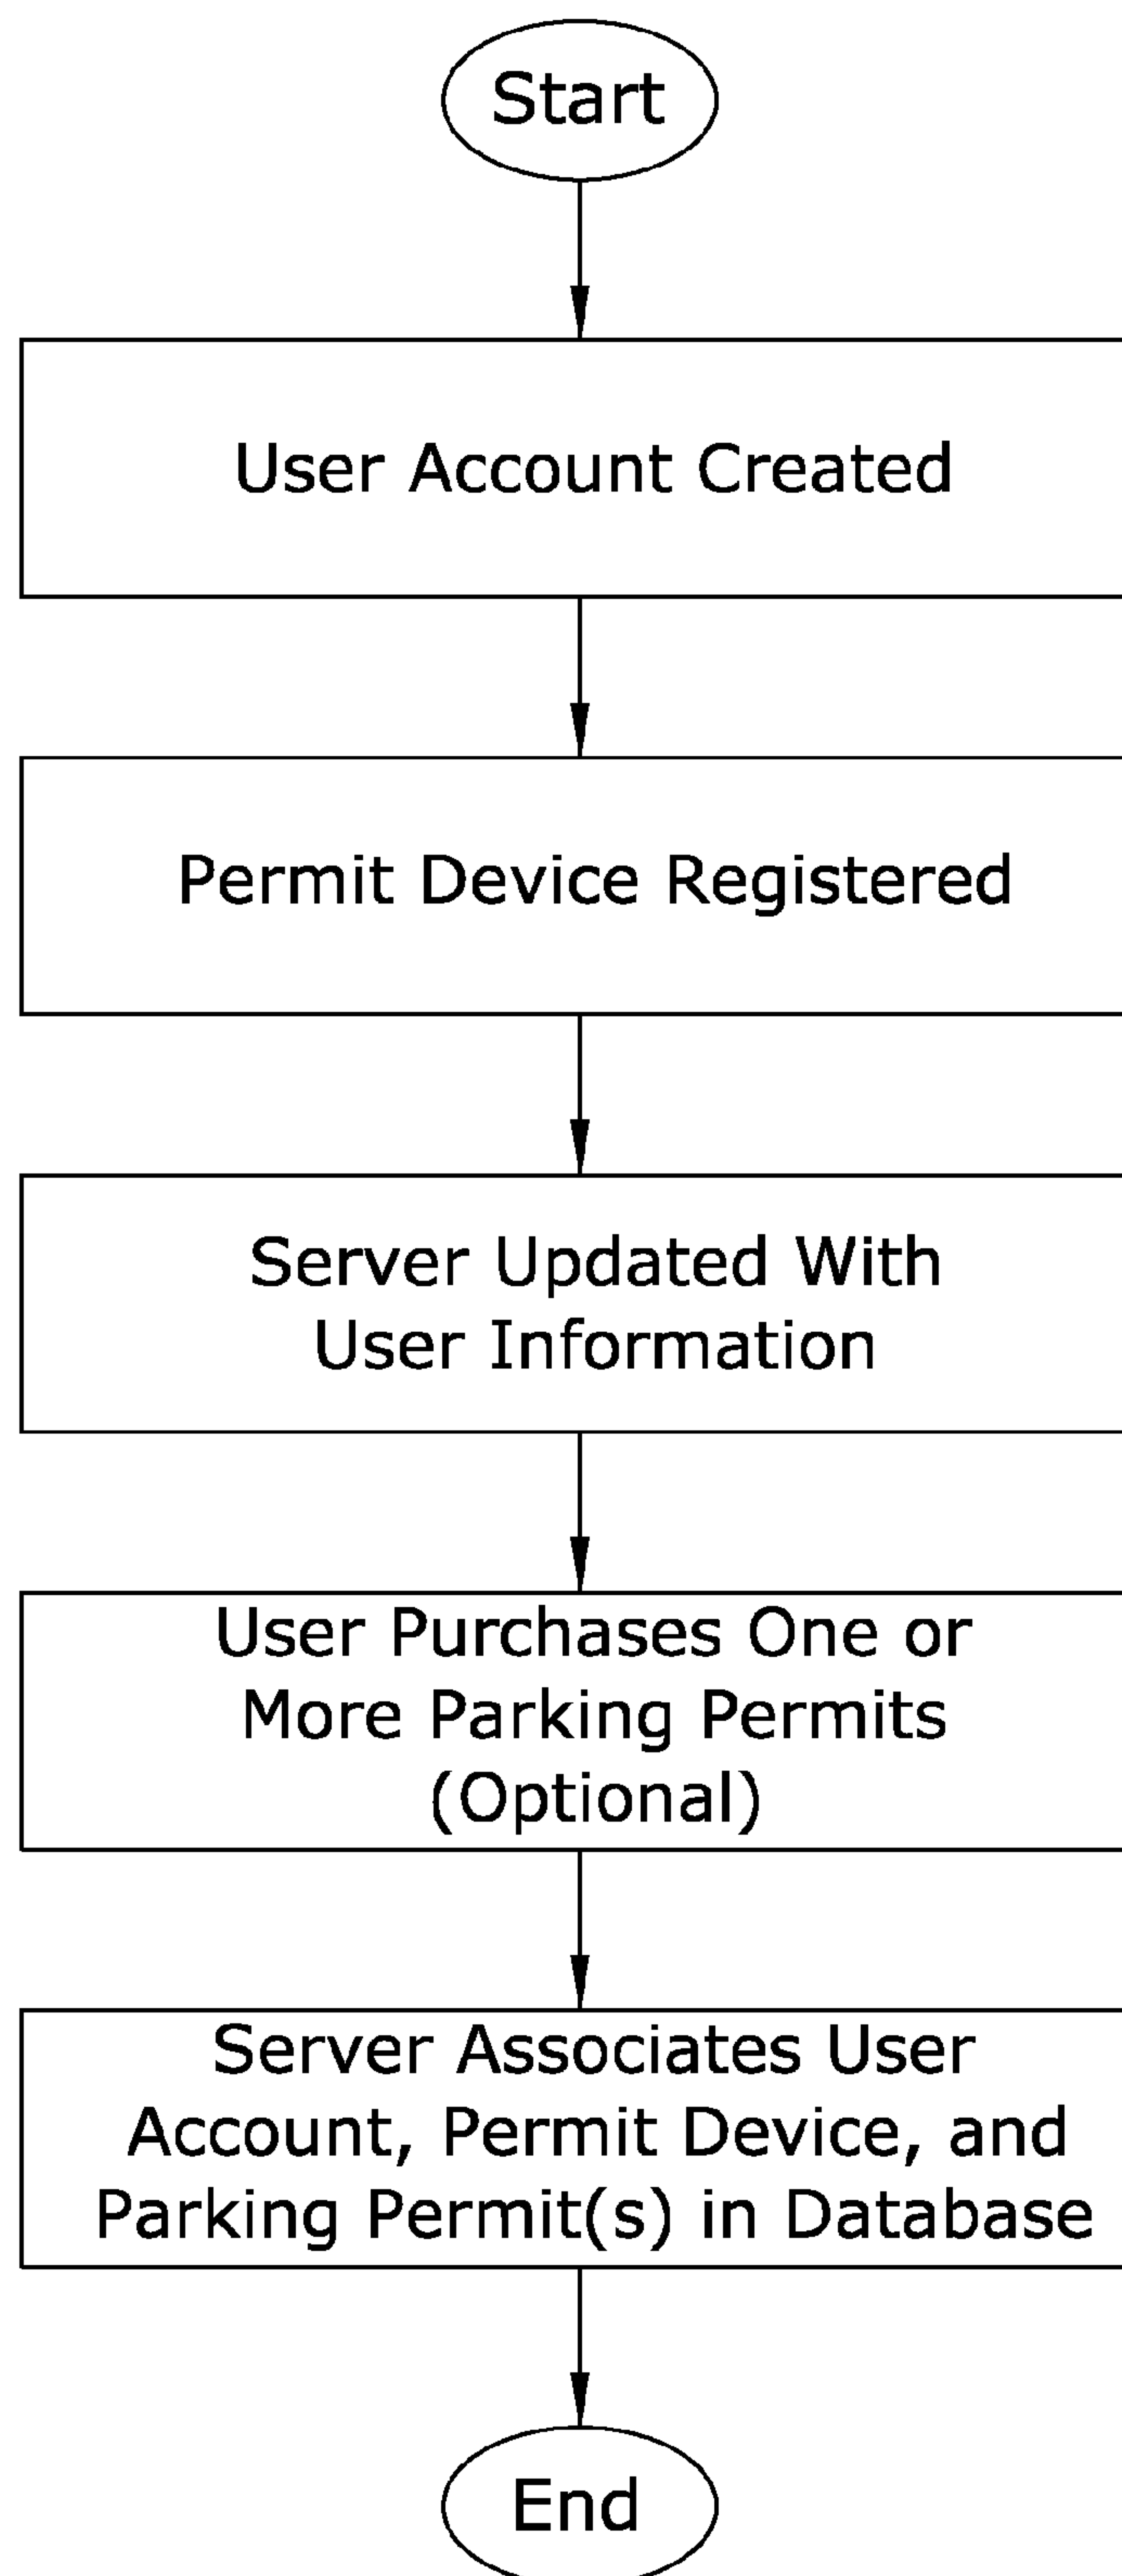 Start
User Account Created
Permit Device Registered
Server Updated With
User Information
User Purchases One or
More Parking Permits
(Optional)
Server Associates User
Account, Permit Device, and
Parking Permit(s) in Database
End